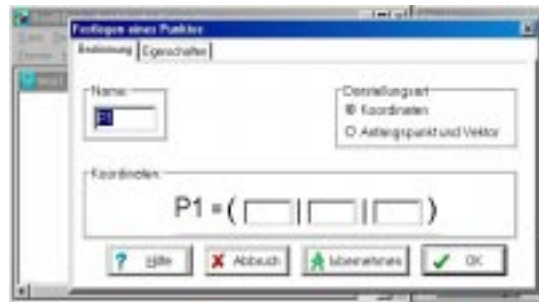 Festlegen eines Punktes
Bestimmung Eigenschaften
Name
P1
Darstellungsart
Koordinaten
Anfangspunkt und Vektor
Koordinaten
P1 = ( | | )
? Hilfe Abbruch Übernehmen OK